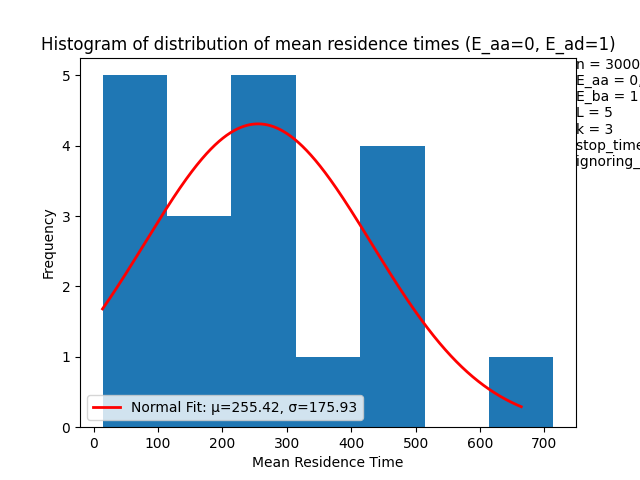 Histogram of distribution of mean residence times (E_aa=0, E_ad=1)
n = 3000
E_aa = 0,
E_ba = 1
L = 5
k = 3
stop_time
ignoring_
Frequency
5
4
3
2
1
0
Normal Fit: μ=255.42, σ=175.93
0 100 200 300 400 500 600 700
Mean Residence Time